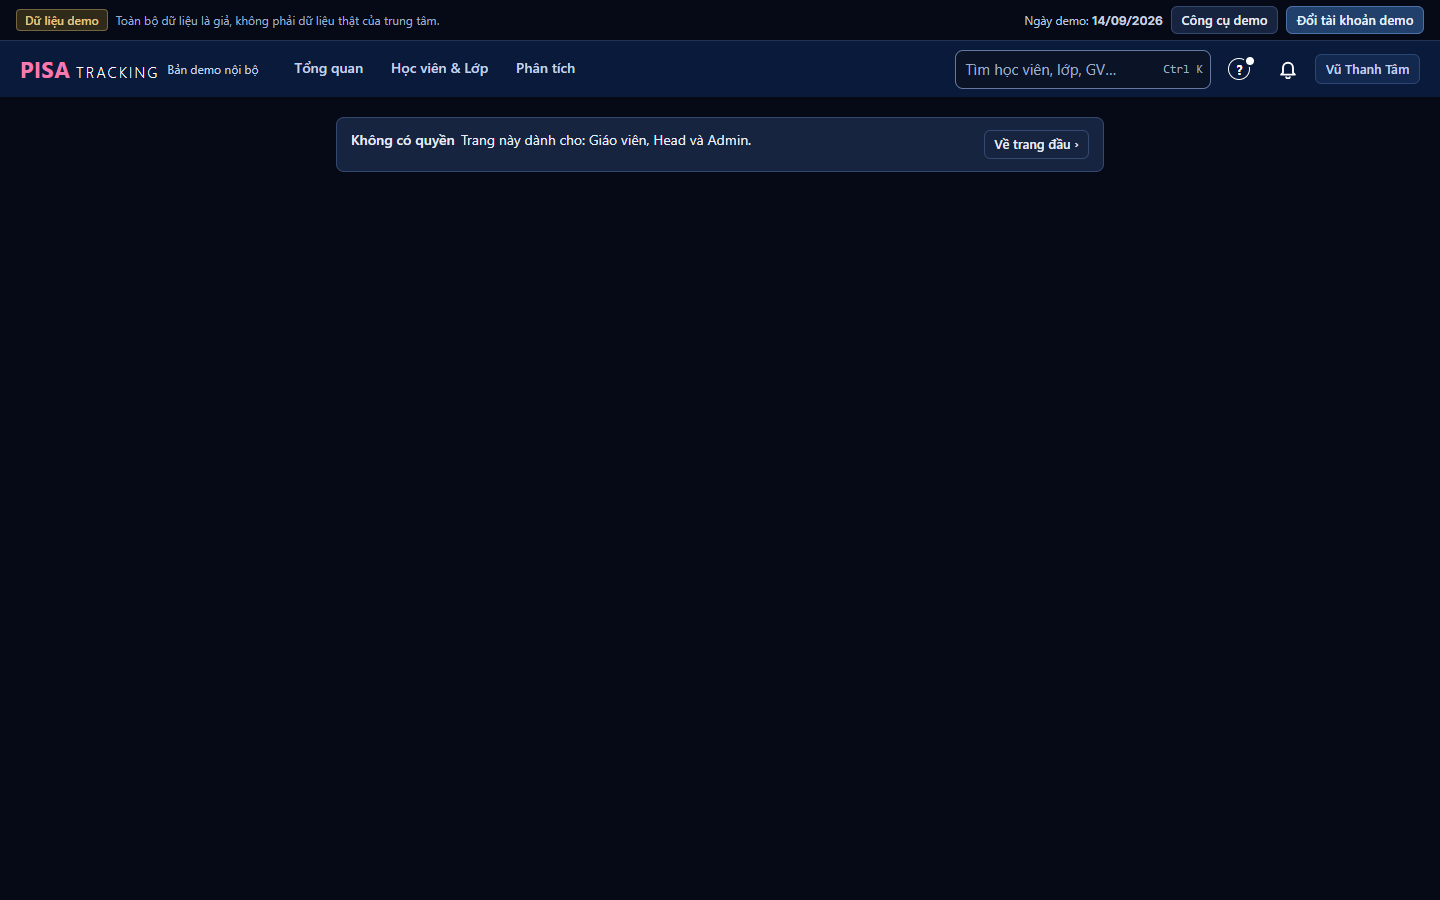 Dữ liệu demo Toàn bộ dữ liệu là giả, không phải dữ liệu thật của trung tâm. Ngày demo: 14/09/2026 Công cụ demo Đổi tài khoản demo
PISA TRACKING Bản demo nội bộ Tổng quan Học viên & Lớp Phân tích Tìm học viên, lớp, GV... Ctrl K ? Vũ Thanh Tâm
Không có quyền Trang này dành cho: Giáo viên, Head và Admin. Về trang đầu ›